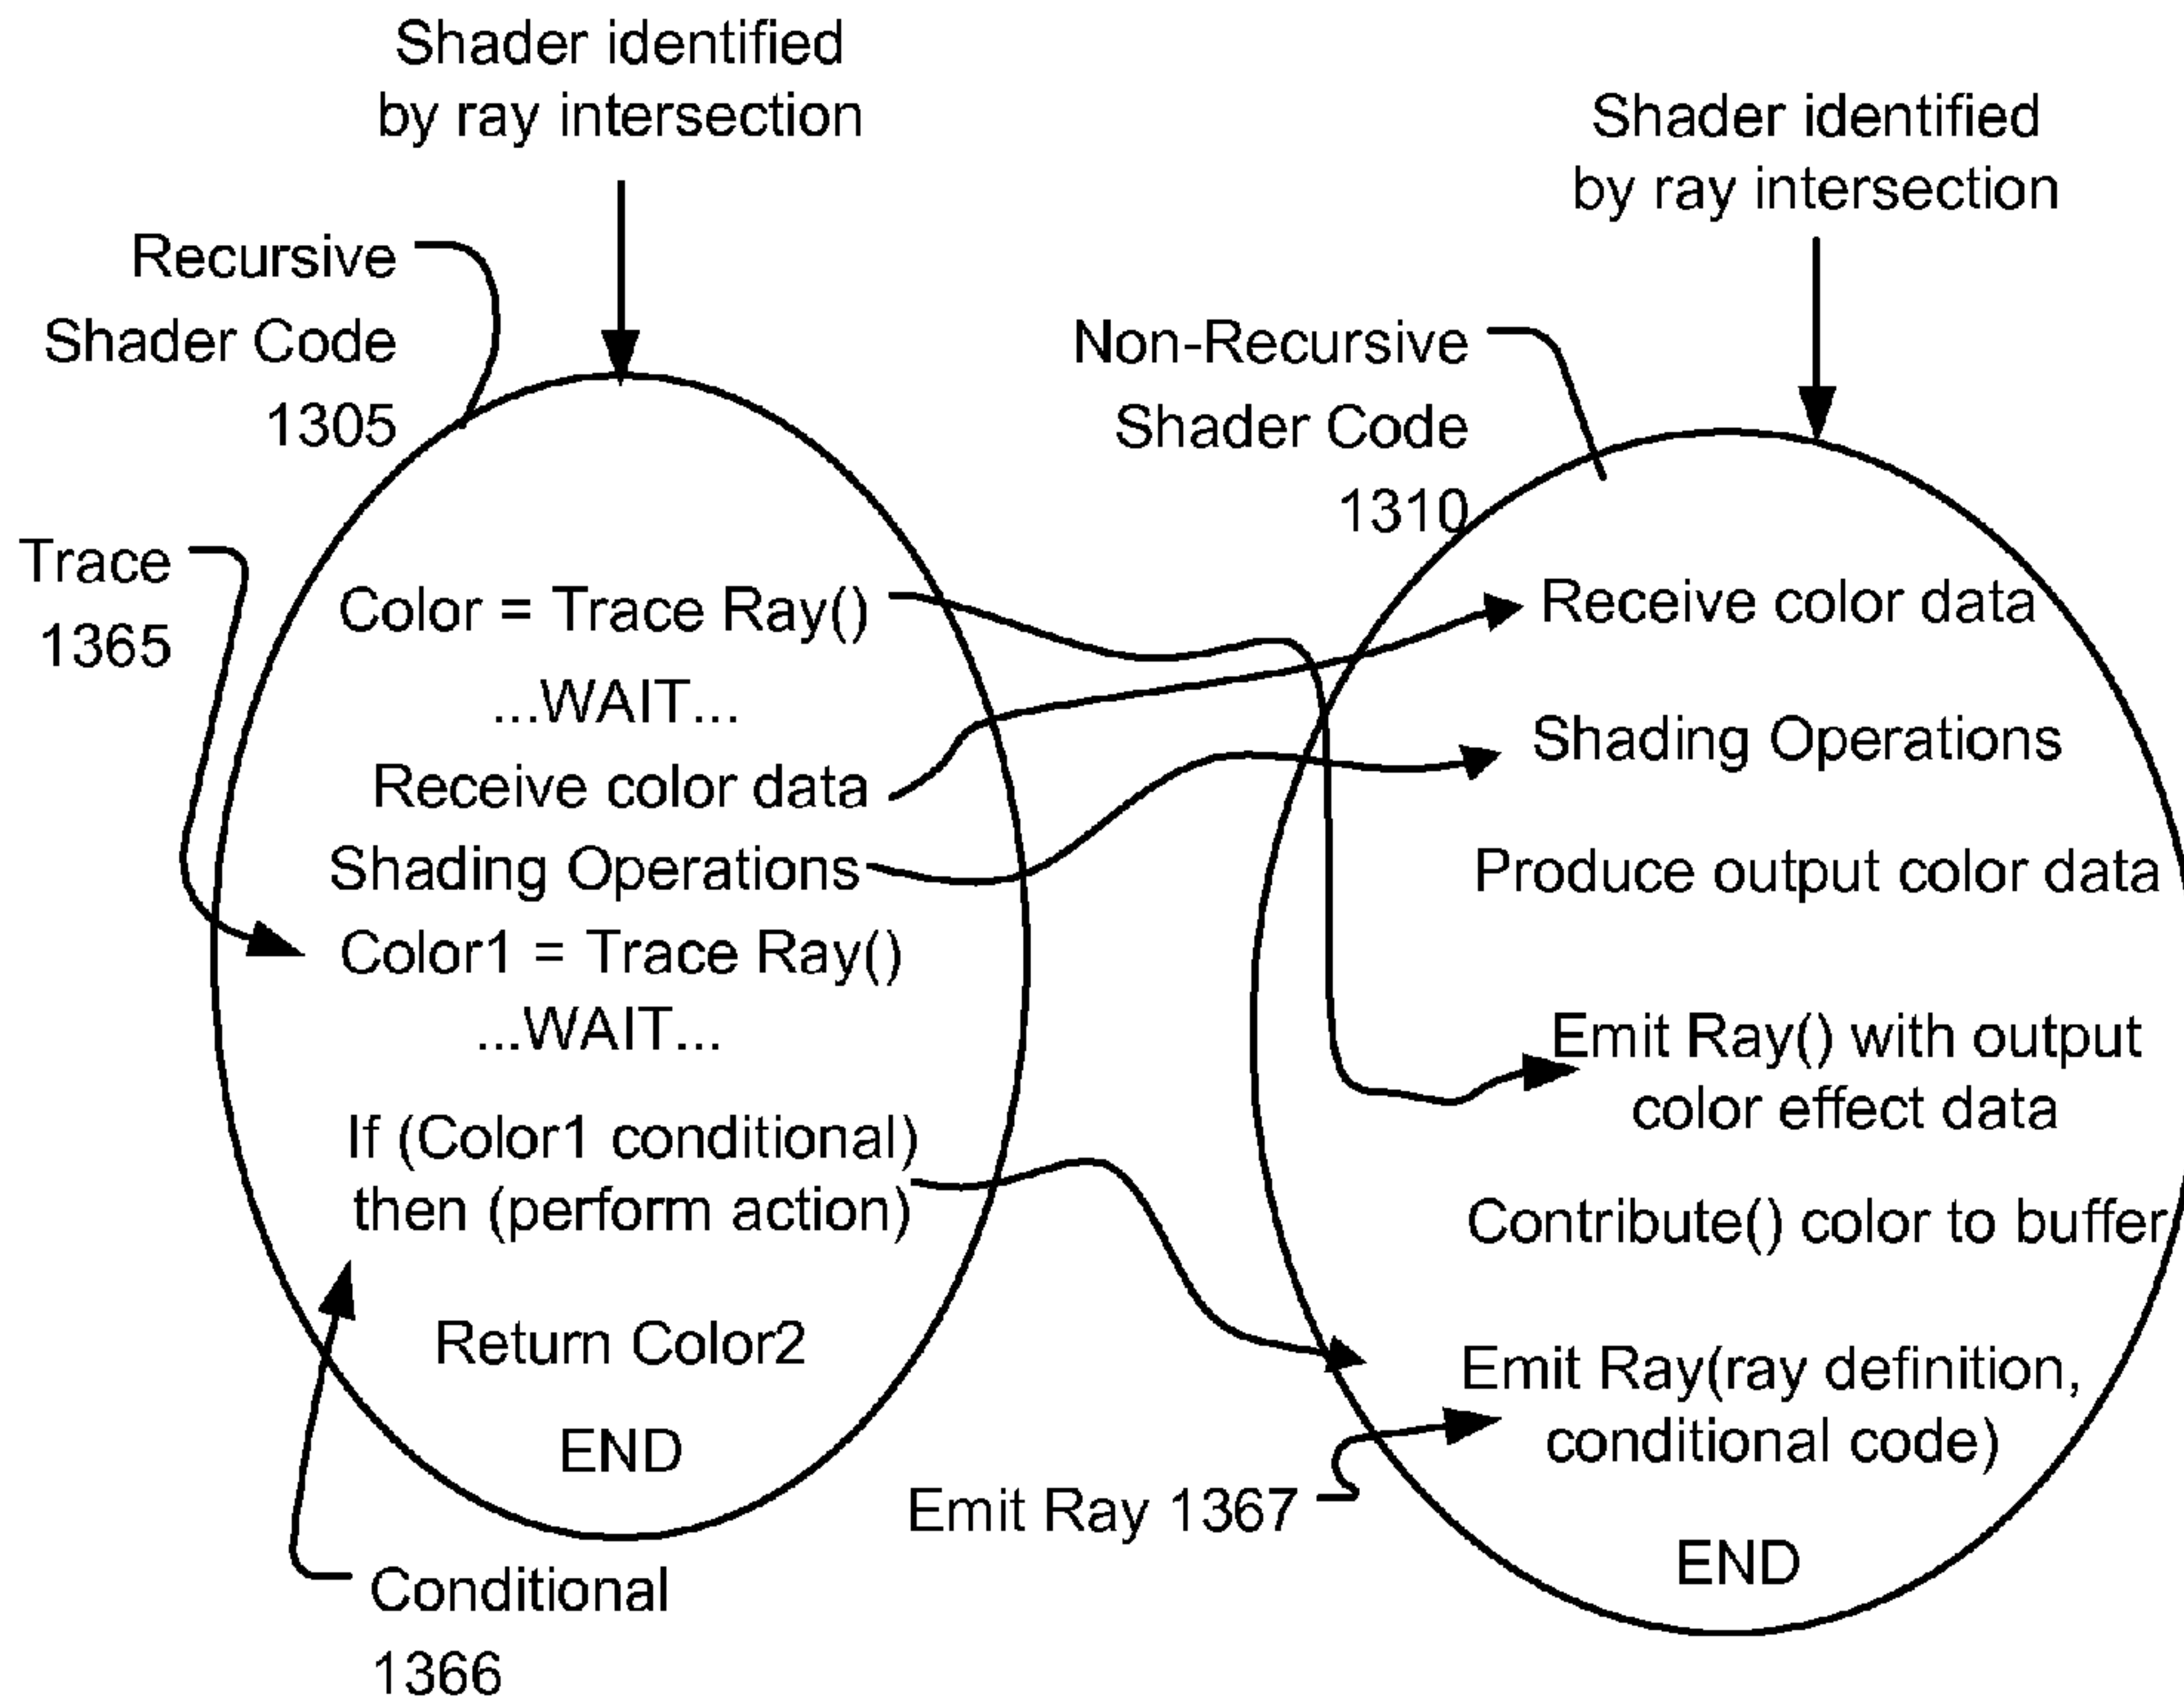 Shader identified
by ray intersection
Recursive
Shader Code
1305
Trace
1365
Color = Trace Ray()
...WAIT...
Receive color data
Shading Operations
Color1 = Trace Ray()
...WAIT...
If (Color1 conditional)
then (perform action)
Return Color2
END
Conditional
1366
Shader identified
by ray intersection
Non-Recursive
Shader Code
1310
Receive color data
Shading Operations
Produce output color data
Emit Ray() with output
color effect data
Contribute() color to buffer
Emit Ray(ray definition,
conditional code)
Emit Ray 1367
END